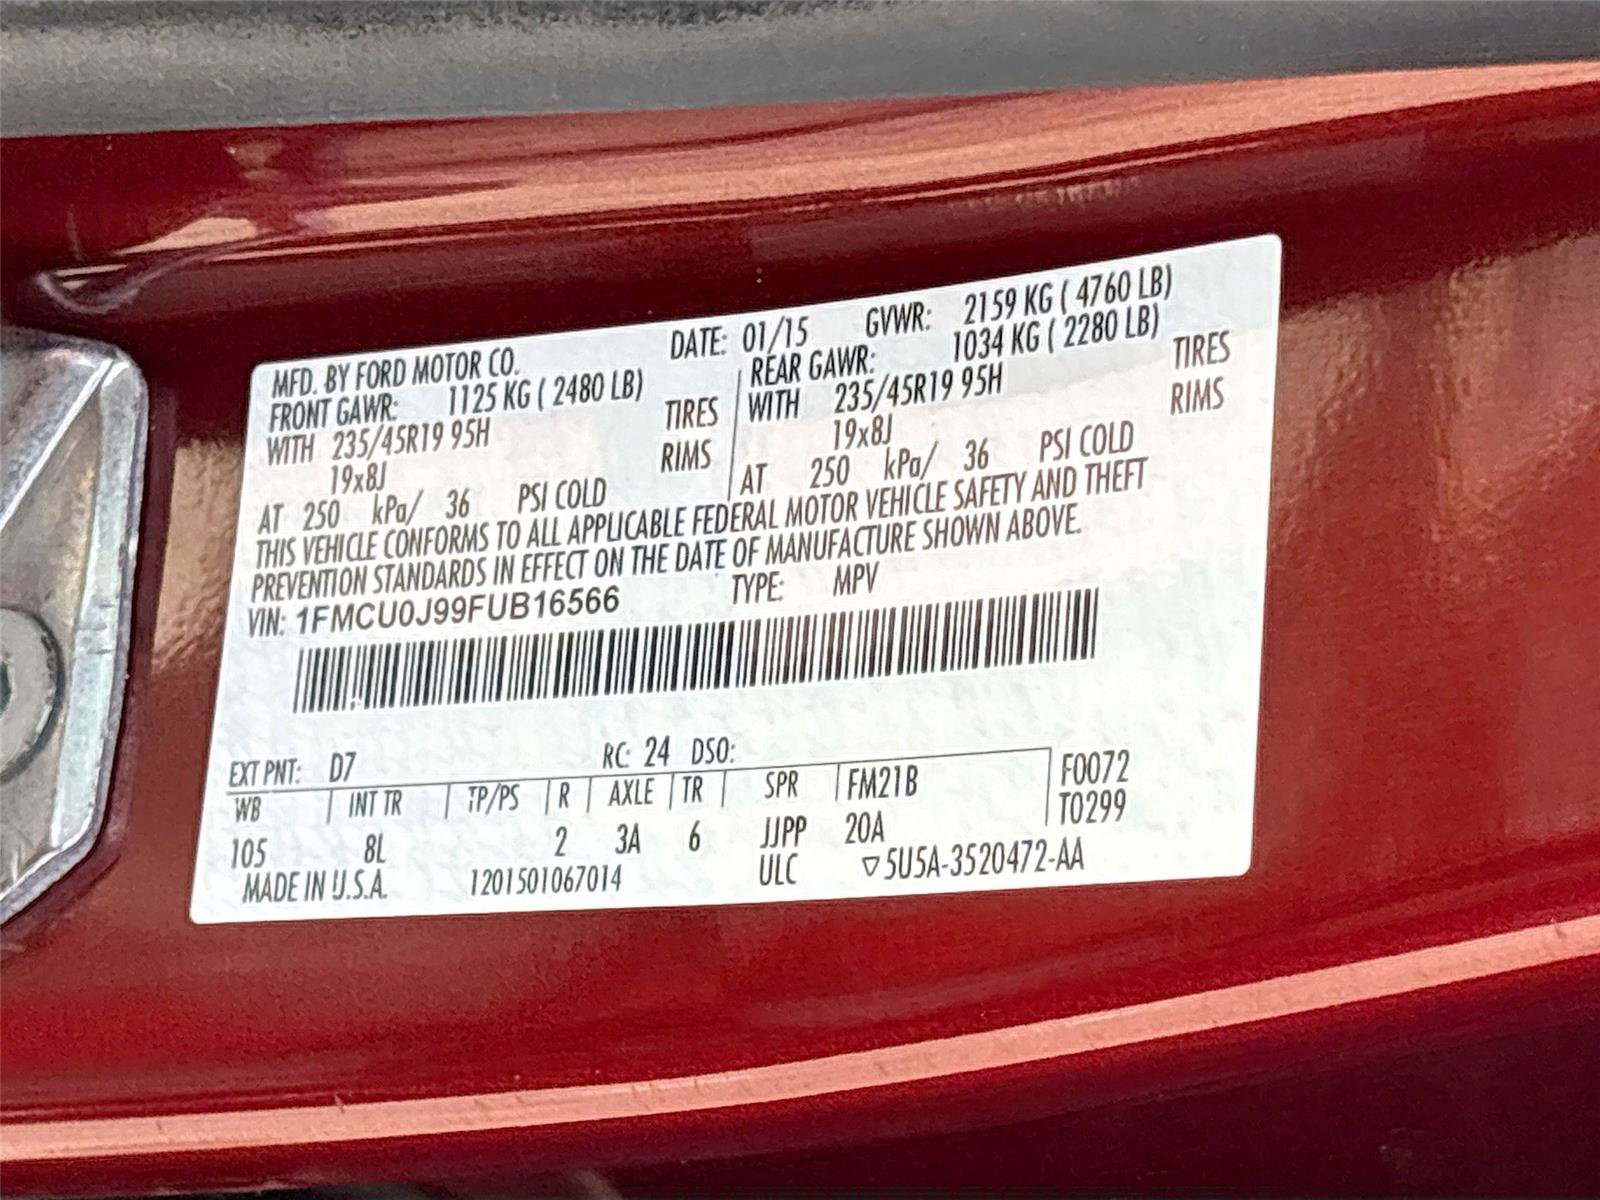 MFD. BY FORD MOTOR CO. DATE: 01/15 GVWR: 2159 KG ( 4760 LB)
FRONT GAWR: 1125 KG ( 2480 LB) REAR GAWR: 1034 KG ( 2280 LB)
WITH 235/45R19 95H TIRES WITH 235/45R19 95H TIRES
19x8J RIMS 19x8J RIMS
AT 250 kPa/ 36 PSI COLD AT 250 kPa/ 36 PSI COLD
THIS VEHICLE CONFORMS TO ALL APPLICABLE FEDERAL MOTOR VEHICLE SAFETY AND THEFT
PREVENTION STANDARDS IN EFFECT ON THE DATE OF MANUFACTURE SHOWN ABOVE.
VIN: 1FMCU0J99FUB16566 TYPE: MPV
EXT PNT: D7 RC: 24 DSO:
WB INT TR TP/PS R AXLE TR SPR FM21B F0072
105 8L 2 3A 6 JJPP 20A T0299
MADE IN U.S.A. 1201501067014 ULC ▽5U5A-3520472-AA